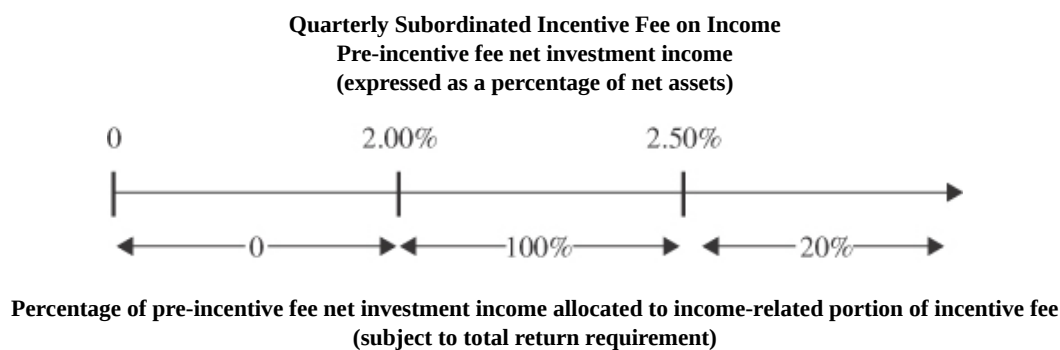 Quarterly Subordinated Incentive Fee on Income
Pre-incentive fee net investment income
(expressed as a percentage of net assets)
0 2.00% 2.50%
0 100% 20%
Percentage of pre-incentive fee net investment income allocated to income-related portion of incentive fee
(subject to total return requirement)